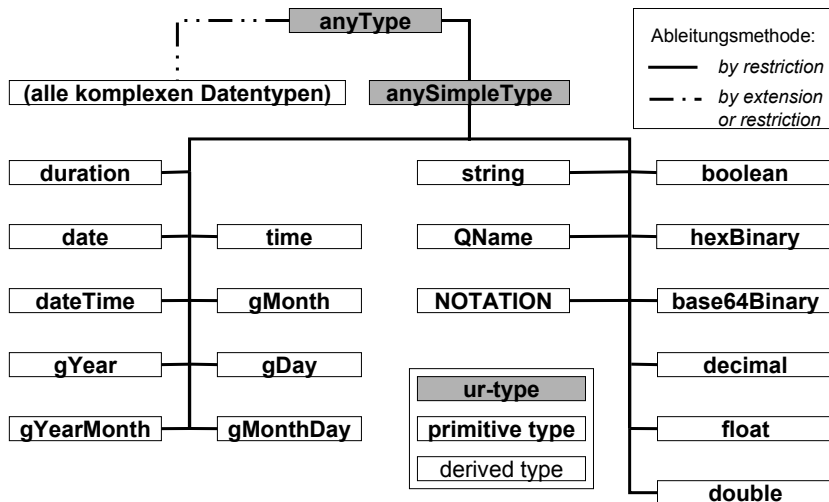 anyType
Ableitungsmethode:
by restriction
by extension
or restriction
(alle komplexen Datentypen)
anySimpleType
duration
string
boolean
date
time
QName
hexBinary
dateTime
gMonth
NOTATION
base64Binary
gYear
gDay
decimal
ur-type
primitive type
derived type
gYearMonth
gMonthDay
float
double